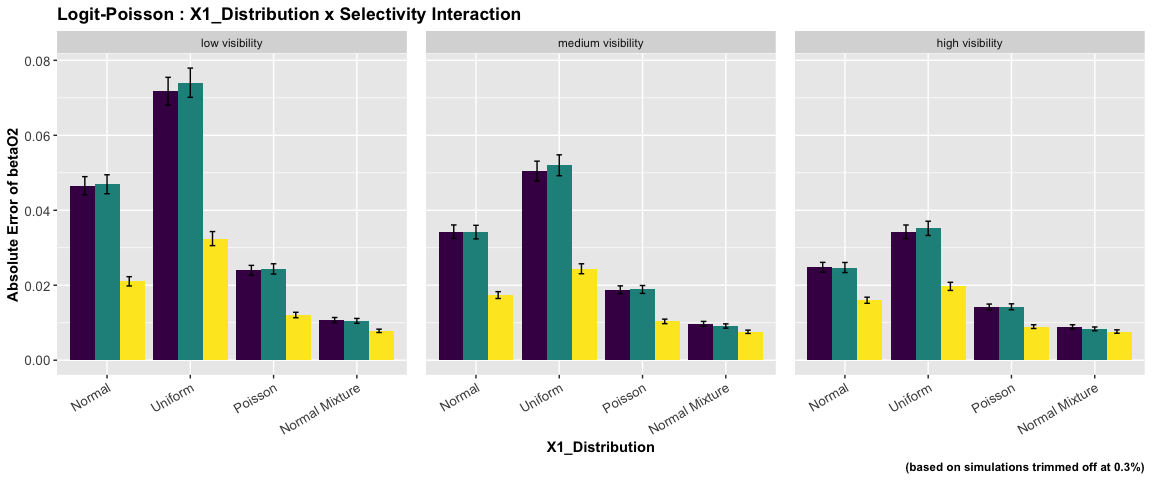 Logit-Poisson : X1_Distribution x Selectivity Interaction
low visibility
medium visibility
high visibility
Absolute Error of betaO2
0.08
0.06
0.04
0.02
0.00
Normal
Uniform
Poisson
Normal Mixture
Normal
Uniform
Poisson
Normal Mixture
Normal
Uniform
Poisson
Normal Mixture
X1_Distribution
(based on simulations trimmed off at 0.3%)